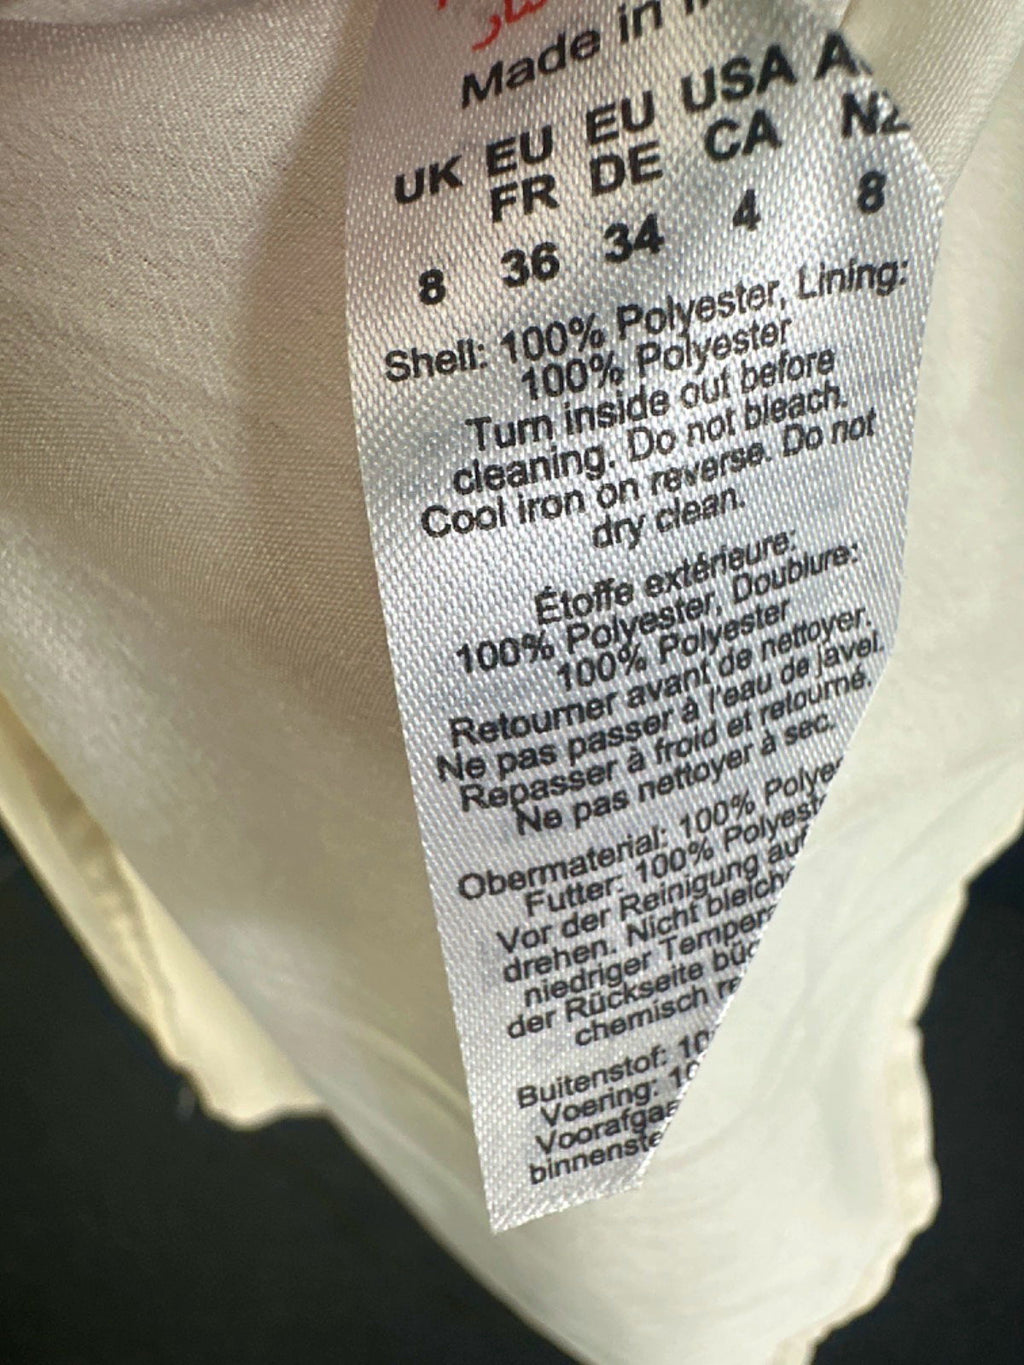 Made in
UK EU EU USA
FR DE CA NZ
8 36 34 4 8
Shell: 100% Polyester, Lining:
100% Polyester
Turn inside out before
cleaning. Do not bleach.
Cool iron on reverse. Do not
dry clean.
Étoffe extérieure:
100% Polyester, Doublure:
100% Polyester
Retourner avant de nettoyer.
Ne pas passer à l'eau de javel.
Repasser à froid et retourné.
Ne pas nettoyer à sec.
Obermaterial: 100%
Futter: 100%
Vor der Reinigung
drehen. Nicht
niedriger
der Rückseite
chemisch
Buitenstof:
Voering: